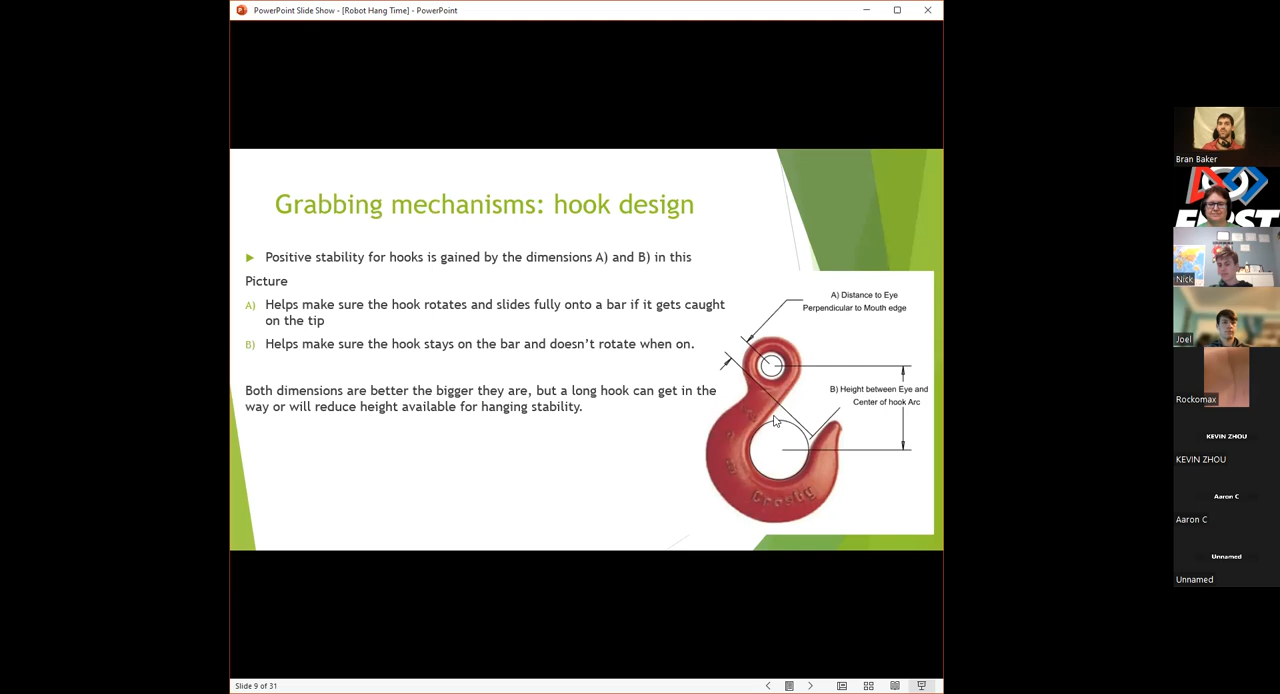 PowerPoint Slide Show - [Robot Hang Time] - PowerPoint
Grabbing mechanisms: hook design
Positive stability for hooks is gained by the dimensions A) and B) in this
Picture
A) Helps make sure the hook rotates and slides fully onto a bar if it gets caught
on the tip
B) Helps make sure the hook stays on the bar and doesn't rotate when on.
Both dimensions are better the bigger they are, but a long hook can get in the
way or will reduce height available for hanging stability.
A) Distance to Eye
Perpendicular to Mouth edge
B) Height between Eye and
Center of hook Arc
Crosby
Slide 9 of 31
Bran Baker
FIRST
Nick
Joel
Rockomax
KEVIN ZHOU
KEVIN ZHOU
Aaron C
Aaron C
Unnamed
Unnamed